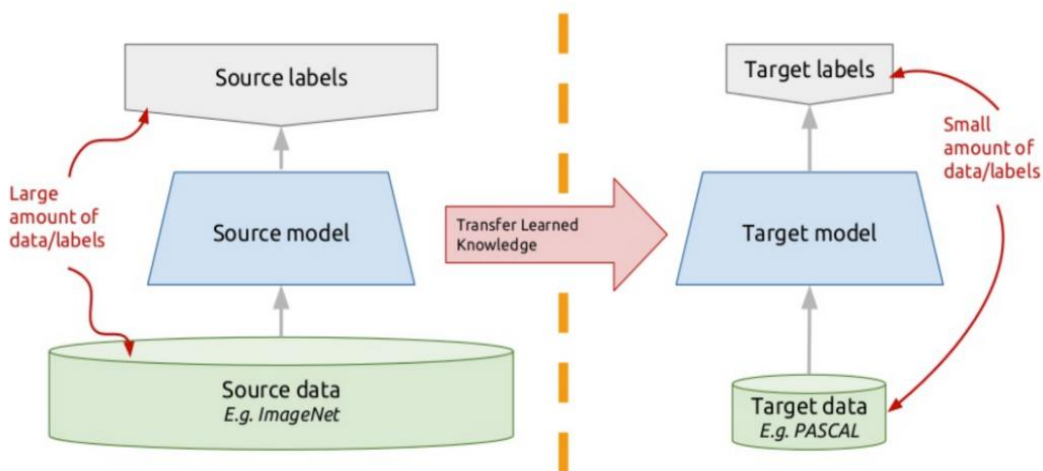 Source labels
Large
amount of
data/labels
Source model
Source data
E.g. ImageNet
Transfer Learned
Knowledge
Target labels
Small
amount of
data/labels
Target model
Target data
E.g. PASCAL